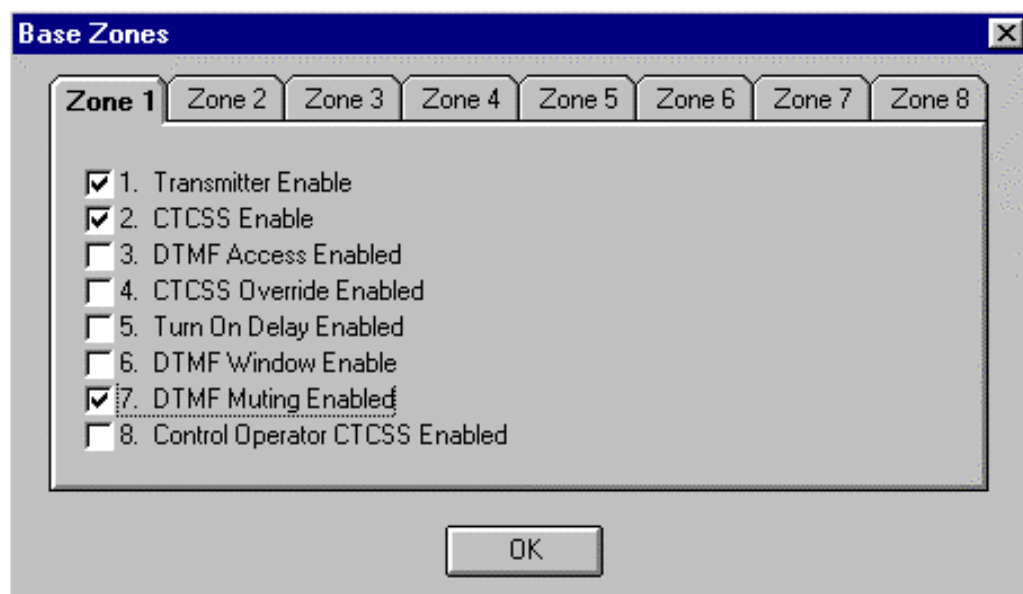 Base Zones
Zone 1 Zone 2 Zone 3 Zone 4 Zone 5 Zone 6 Zone 7 Zone 8
1. Transmitter Enable
2. CTCSS Enable
3. DTMF Access Enabled
4. CTCSS Override Enabled
5. Turn On Delay Enabled
6. DTMF Window Enable
7. DTMF Muting Enabled
8. Control Operator CTCSS Enabled
OK